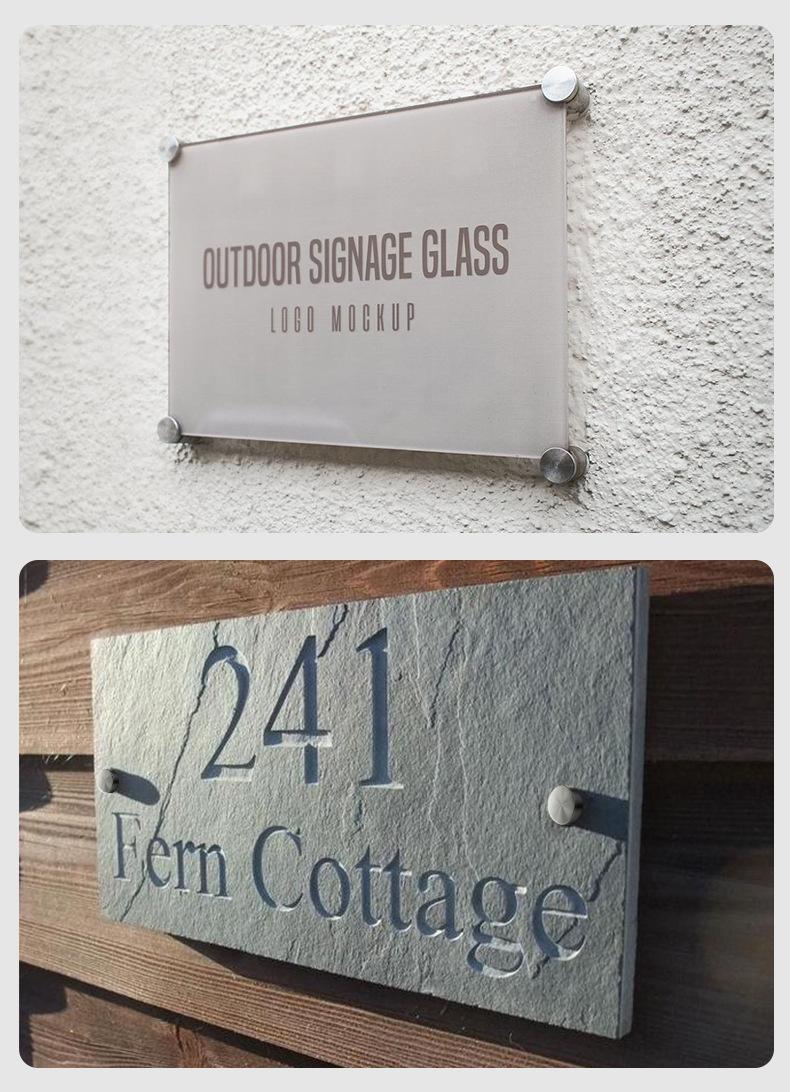 OUTDOOR SIGNAGE GLASS
LOGO MOCKUP
241
Fern Cottage